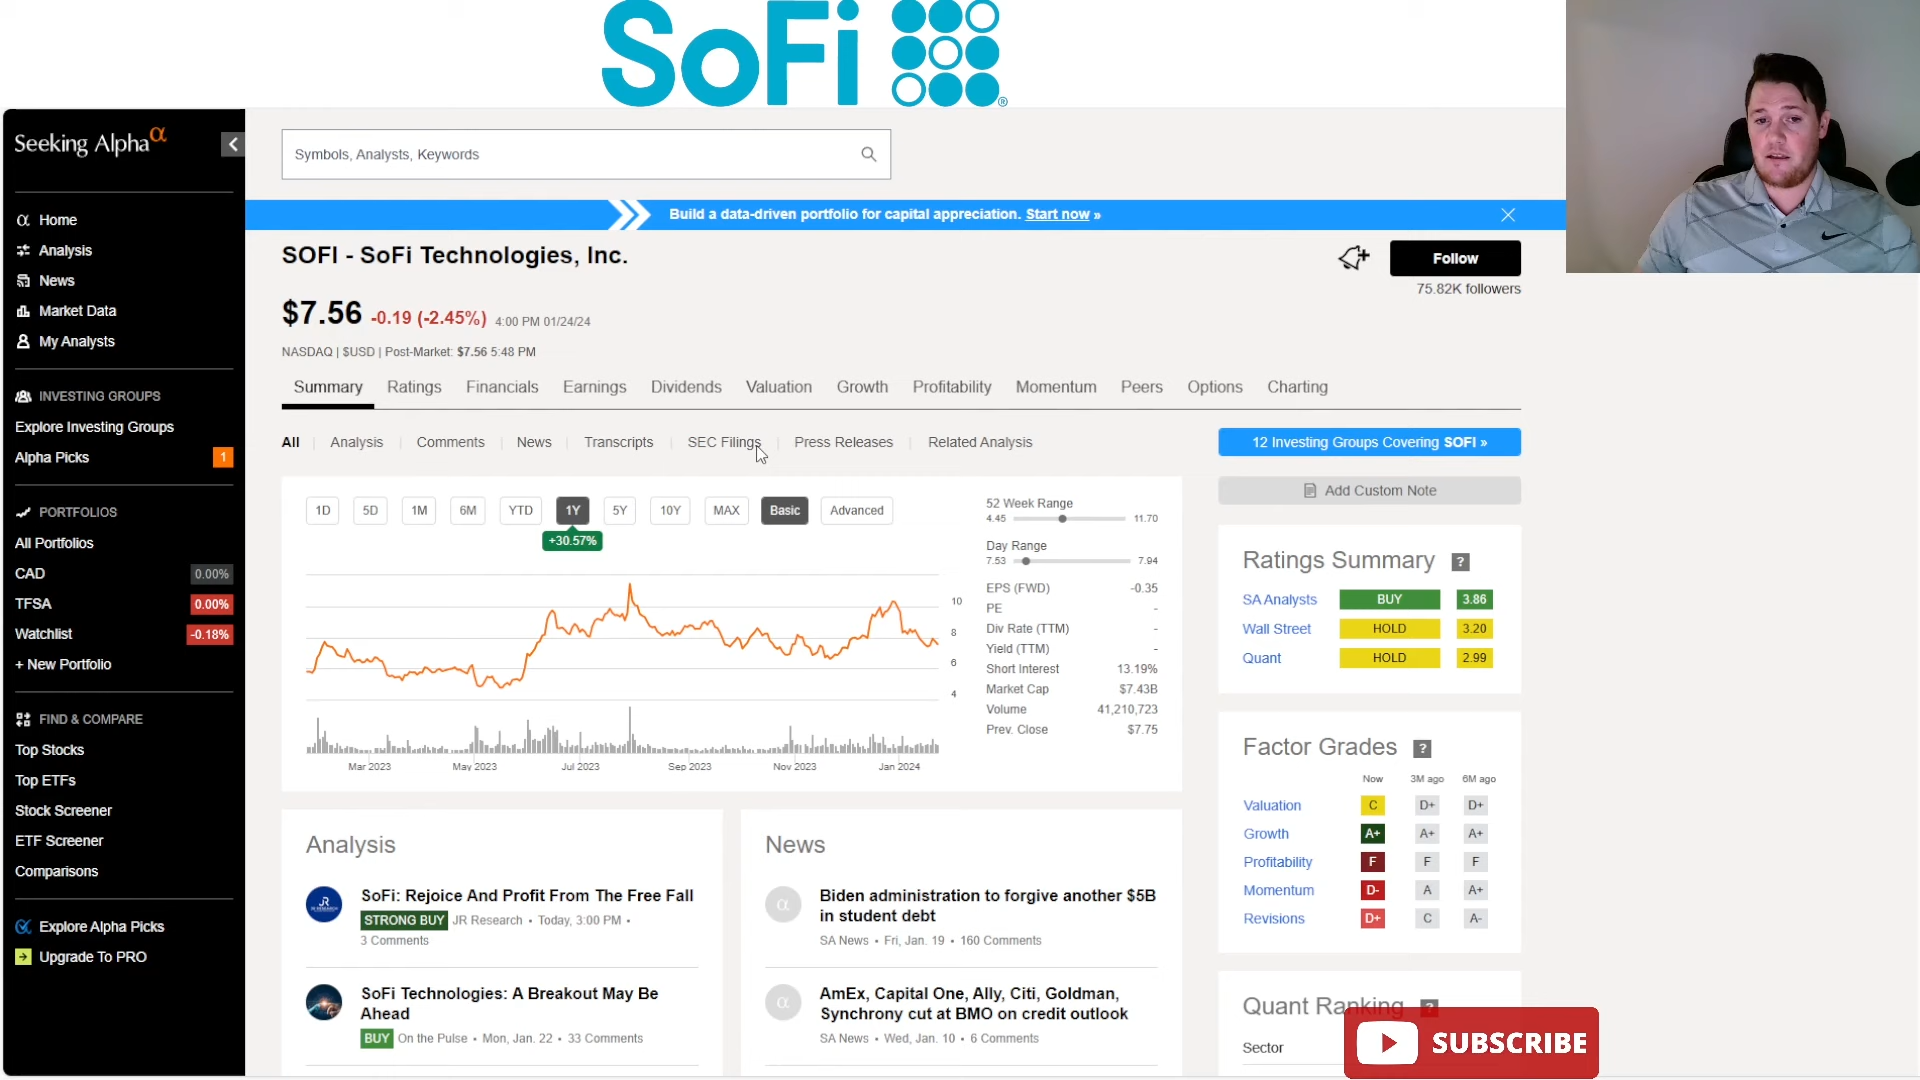 SoFi
Seeking Alpha α
Symbols, Analysts, Keywords
Build a data-driven portfolio for capital appreciation. Start now »
Home
Analysis
News
Market Data
My Analysts
INVESTING GROUPS
Explore Investing Groups
Alpha Picks 1
PORTFOLIOS
All Portfolios
CAD 0.00%
TFSA 0.00%
Watchlist -0.18%
+ New Portfolio
FIND & COMPARE
Top Stocks
Top ETFs
Stock Screener
ETF Screener
Comparisons
Explore Alpha Picks
Upgrade To PRO
SOFI - SoFi Technologies, Inc.
Follow
75.82K followers
$7.56 -0.19 (-2.45%) 4:00 PM 01/24/24
NASDAQ | $USD | Post-Market: $7.56 5:48 PM
Summary Ratings Financials Earnings Dividends Valuation Growth Profitability Momentum Peers Options Charting
All Analysis Comments News Transcripts SEC Filings Press Releases Related Analysis
12 Investing Groups Covering SOFI »
Add Custom Note
1D 5D 1M 6M YTD 1Y 5Y 10Y MAX Basic Advanced
+30.57%
10
8
6
4
Mar 2023 May 2023 Jul 2023 Sep 2023 Nov 2023 Jan 2024
52 Week Range
4.45 11.70
Day Range
7.53 7.94
EPS (FWD) -0.35
PE -
Div Rate (TTM) -
Yield (TTM) -
Short Interest 13.19%
Market Cap $7.43B
Volume 41,210,723
Prev. Close $7.75
Ratings Summary ?
SA Analysts BUY 3.86
Wall Street HOLD 3.20
Quant HOLD 2.99
Factor Grades ?
Now 3M ago 6M ago
Valuation C D+ D+
Growth A+ A+ A+
Profitability F F F
Momentum D- A A+
Revisions D+ C A-
Quant Ranking ?
Sector
Analysis
SoFi: Rejoice And Profit From The Free Fall
STRONG BUY JR Research • Today, 3:00 PM •
3 Comments
SoFi Technologies: A Breakout May Be
Ahead
BUY On the Pulse • Mon, Jan. 22 • 33 Comments
News
Biden administration to forgive another $5B
in student debt
SA News • Fri, Jan. 19 • 160 Comments
AmEx, Capital One, Ally, Citi, Goldman,
Synchrony cut at BMO on credit outlook
SA News • Wed, Jan. 10 • 6 Comments
SUBSCRIBE